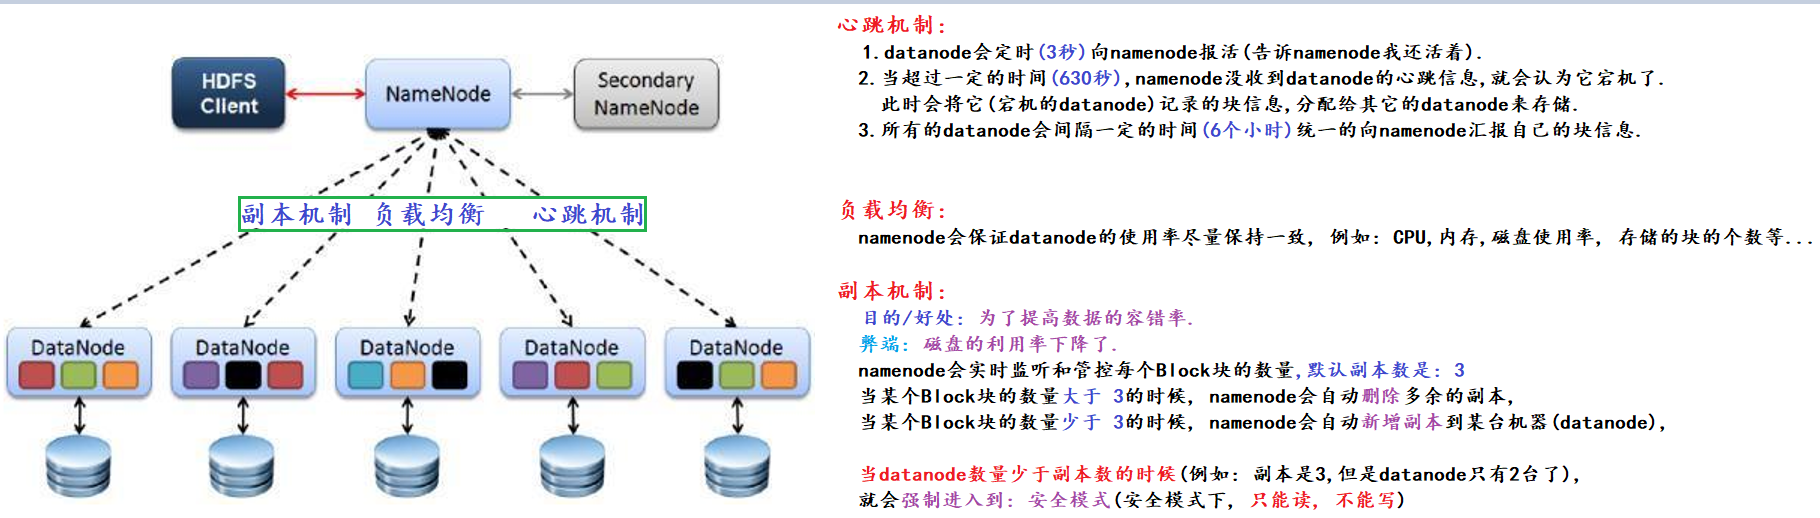 HDFS
Client
NameNode
Secondary
NameNode
副本机制 负载均衡 心跳机制
DataNode
DataNode
DataNode
DataNode
DataNode
心跳机制:
1.datanode会定时(3秒)向namenode报活(告诉namenode我还活着).
2.当超过一定的时间(630秒),namenode没收到datanode的心跳信息,就会认为它宕机了.
此时会将它(宕机的datanode)记录的块信息,分配给其它的datanode来存储.
3.所有的datanode会间隔一定的时间(6个小时)统一的向namenode汇报自己的块信息.
负载均衡:
namenode会保证datanode的使用率尽量保持一致, 例如: CPU,内存,磁盘使用率, 存储的块的个数等...
副本机制:
目的/好处: 为了提高数据的容错率.
弊端: 磁盘的利用率下降了.
namenode会实时监听和管控每个Block块的数量,默认副本数是: 3
当某个Block块的数量大于 3的时候, namenode会自动删除多余的副本,
当某个Block块的数量少于 3的时候, namenode会自动新增副本到某台机器(datanode),
当datanode数量少于副本数的时候(例如: 副本是3,但是datanode只有2台了),
就会强制进入到: 安全模式(安全模式下, 只能读, 不能写)